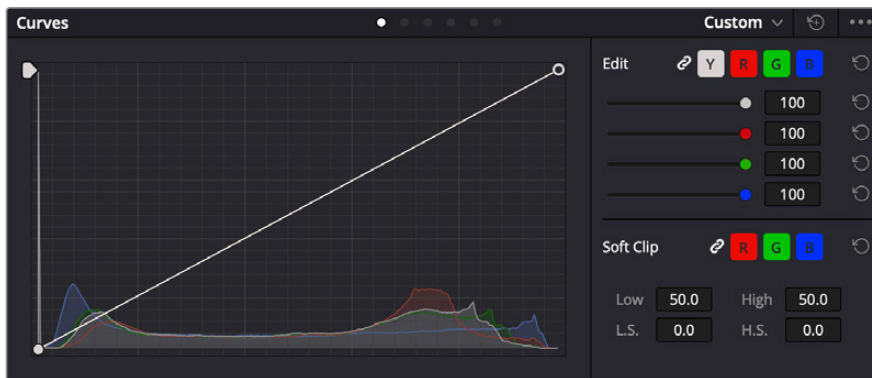 Curves Custom
Edit Y R G B
100
100
100
100
Soft Clip R G B
Low 50.0 High 50.0
L.S. 0.0 H.S. 0.0